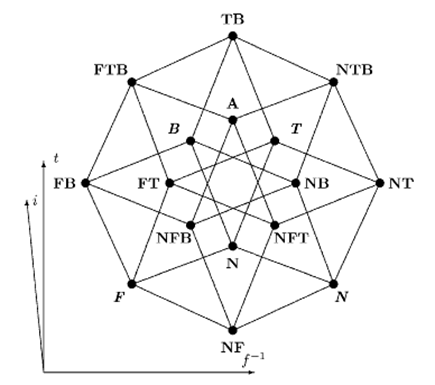 TB
FTB NTB
A
B T
t
FB FT NB NT
i
NFB NFT
N
F N
NF
f⁻¹